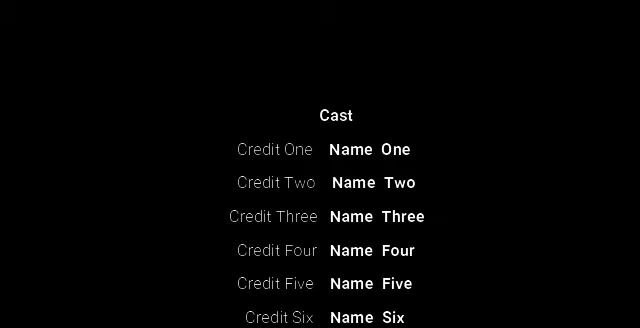 Cast
Credit One Name One
Credit Two Name Two
Credit Three Name Three
Credit Four Name Four
Credit Five Name Five
Credit Six Name Six